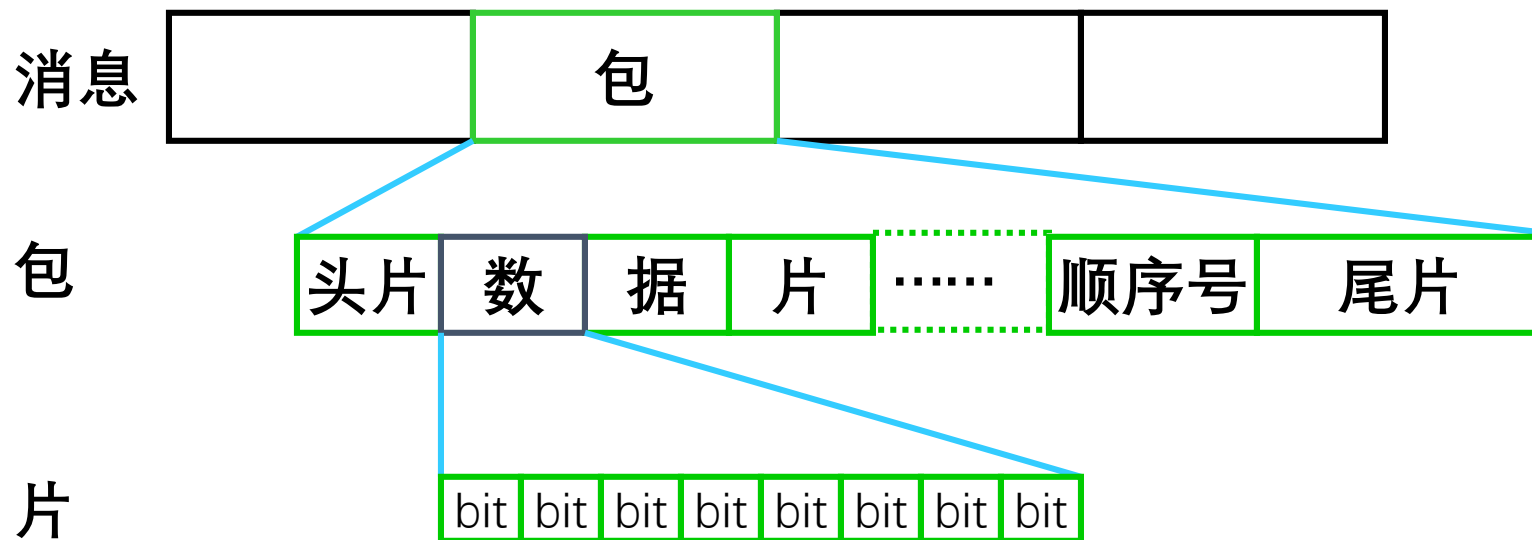 消息 包
包 头片 数 据 片 …… 顺序号 尾片
片 bit bit bit bit bit bit bit bit